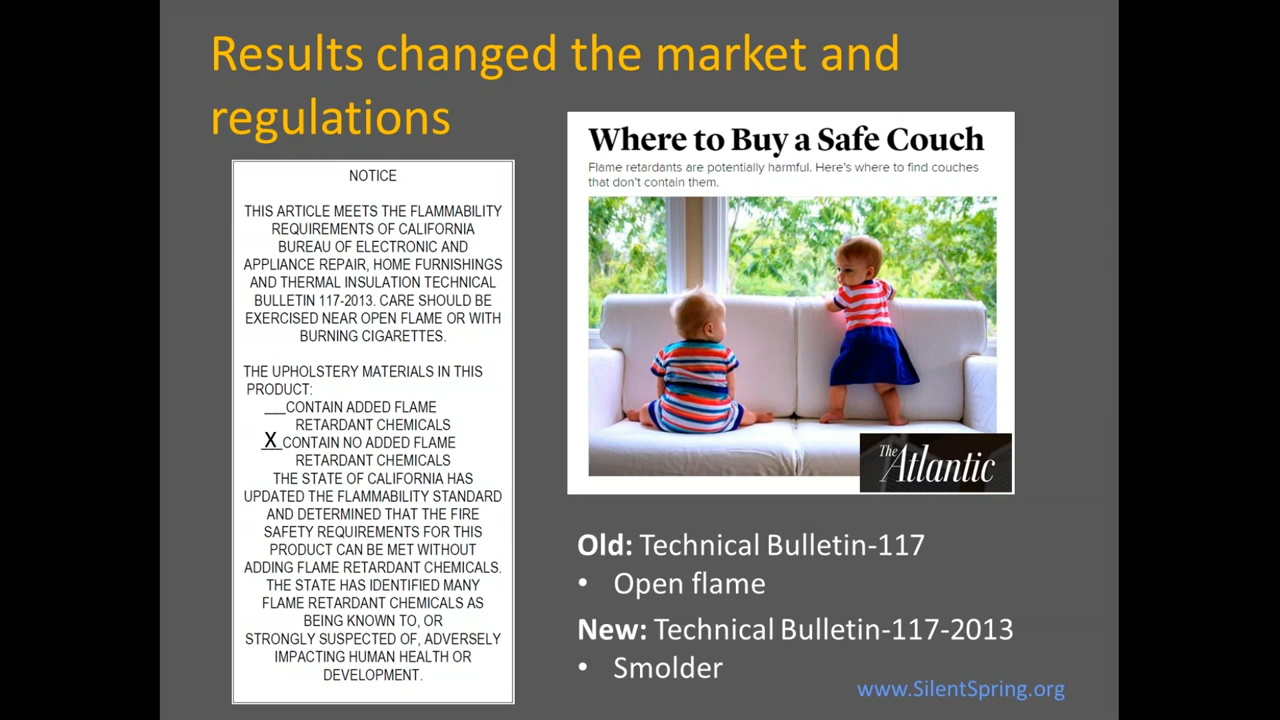 Results changed the market and
regulations
NOTICE
THIS ARTICLE MEETS THE FLAMMABILITY
REQUIREMENTS OF CALIFORNIA
BUREAU OF ELECTRONIC AND
APPLIANCE REPAIR, HOME FURNISHINGS
AND THERMAL INSULATION TECHNICAL
BULLETIN 117-2013. CARE SHOULD BE
EXERCISED NEAR OPEN FLAME OR WITH
BURNING CIGARETTES.
THE UPHOLSTERY MATERIALS IN THIS
PRODUCT:
___CONTAIN ADDED FLAME
RETARDANT CHEMICALS
_X_CONTAIN NO ADDED FLAME
RETARDANT CHEMICALS
THE STATE OF CALIFORNIA HAS
UPDATED THE FLAMMABILITY STANDARD
AND DETERMINED THAT THE FIRE
SAFETY REQUIREMENTS FOR THIS
PRODUCT CAN BE MET WITHOUT
ADDING FLAME RETARDANT CHEMICALS.
THE STATE HAS IDENTIFIED MANY
FLAME RETARDANT CHEMICALS AS
BEING KNOWN TO, OR
STRONGLY SUSPECTED OF, ADVERSELY
IMPACTING HUMAN HEALTH OR
DEVELOPMENT.
Where to Buy a Safe Couch
Flame retardants are potentially harmful. Here's where to find couches
that don't contain them.
The Atlantic
Old: Technical Bulletin-117
• Open flame
New: Technical Bulletin-117-2013
• Smolder
www.SilentSpring.org